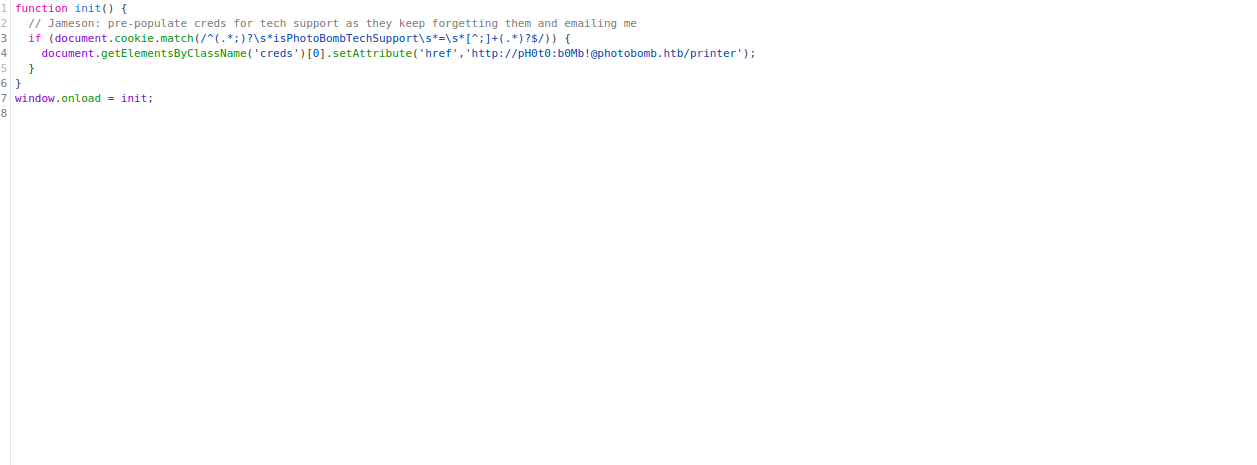 1 function init() {
2   // Jameson: pre-populate creds for tech support as they keep forgetting them and emailing me
3   if (document.cookie.match(/^(.*;)?\s*isPhotoBombTechSupport\s*=\s*[^;]+(.*)?$/)) {
4     document.getElementsByClassName('creds')[0].setAttribute('href','http://pH0t0:b0Mb!@photobomb.htb/printer');
5   }
6 }
7 window.onload = init;
8